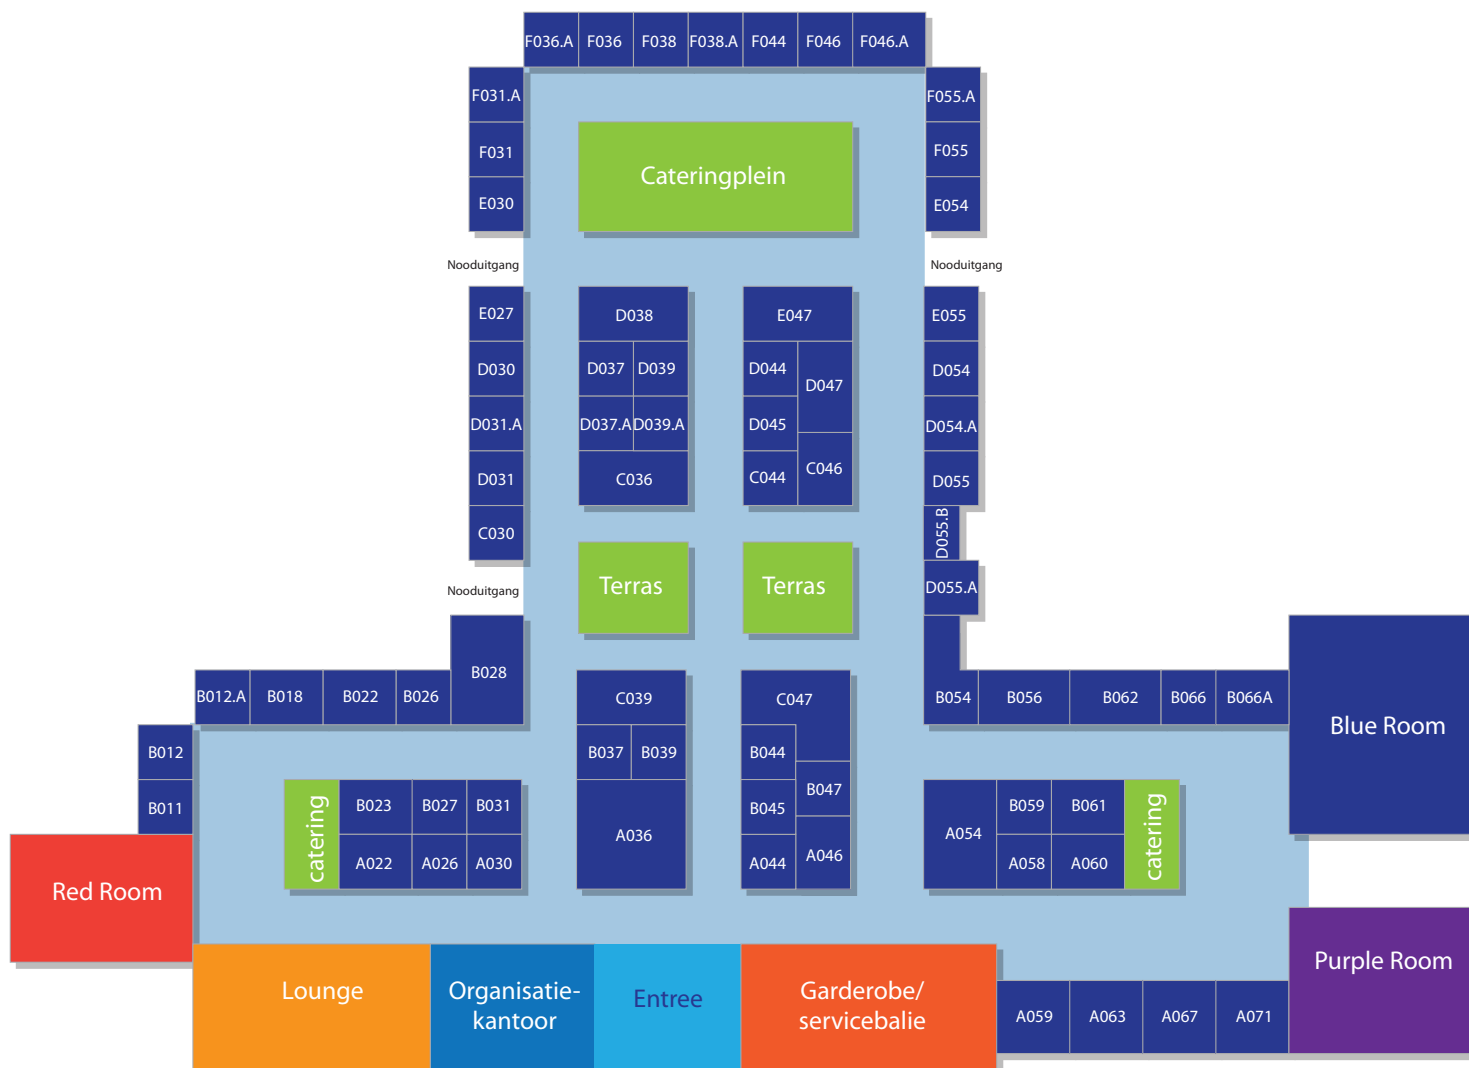 F036.A F036 F038 F038.A F044 F046 F046.A
F031.A F055.A
F031 Cateringplein F055
E030 E054
Nooduitgang Nooduitgang
E027 D038 E047 E055
D030 D037 D039 D044 D047 D054
D031.A D037.A D039.A D045 D054.A
D031 C036 C044 C046 D055
C030 D055.B
Nooduitgang Terras Terras D055.A
B028
B012.A B018 B022 B026 C039 C047 B054 B056 B062 B066 B066A
Blue Room
B012 B037 B039 B044
B011 catering B023 B027 B031 B045 B047 B059 B061 catering
A036 A054
A022 A026 A030 A044 A046 A058 A060
Red Room
Purple Room
Lounge
Organisatie-
kantoor
Entree
Garderobe/
servicebalie
A059 A063 A067 A071